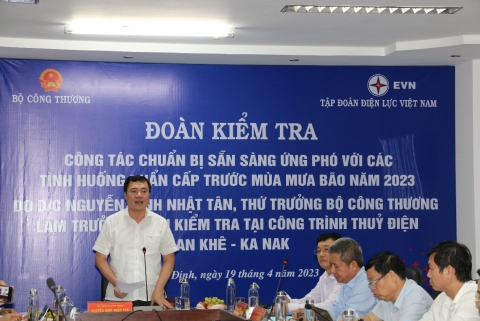 BỘ CÔNG THƯƠNG
EVN
TẬP ĐOÀN ĐIỆN LỰC VIỆT NAM
ĐOÀN KIỂM TRA
CÔNG TÁC CHUẨN BỊ SẴN SÀNG ỨNG PHÓ VỚI CÁC
TÌNH HUỐNG KHẨN CẤP TRƯỚC MÙA MƯA BÃO NĂM 2023
DO Đ/C NGUYỄN SINH NHẬT TÂN, THỨ TRƯỞNG BỘ CÔNG THƯƠNG
LÀM TRƯỞNG KIỂM TRA TẠI CÔNG TRÌNH THUỶ ĐIỆN
AN KHÊ - KA NAK
Định, ngày 19 tháng 4 năm 2023